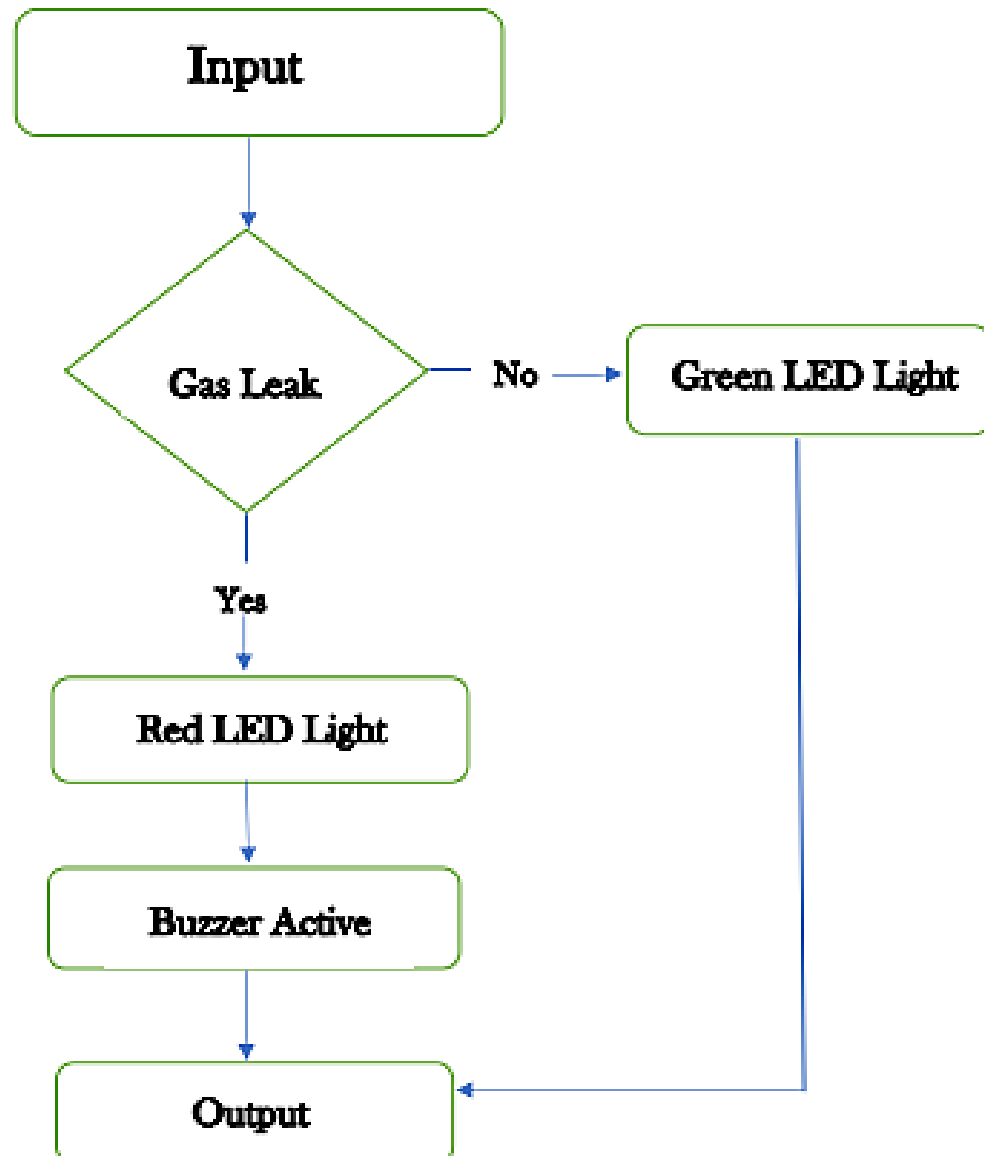 Input
Gas Leak
No
Green LED Light
Yes
Red LED Light
Buzzer Active
Output